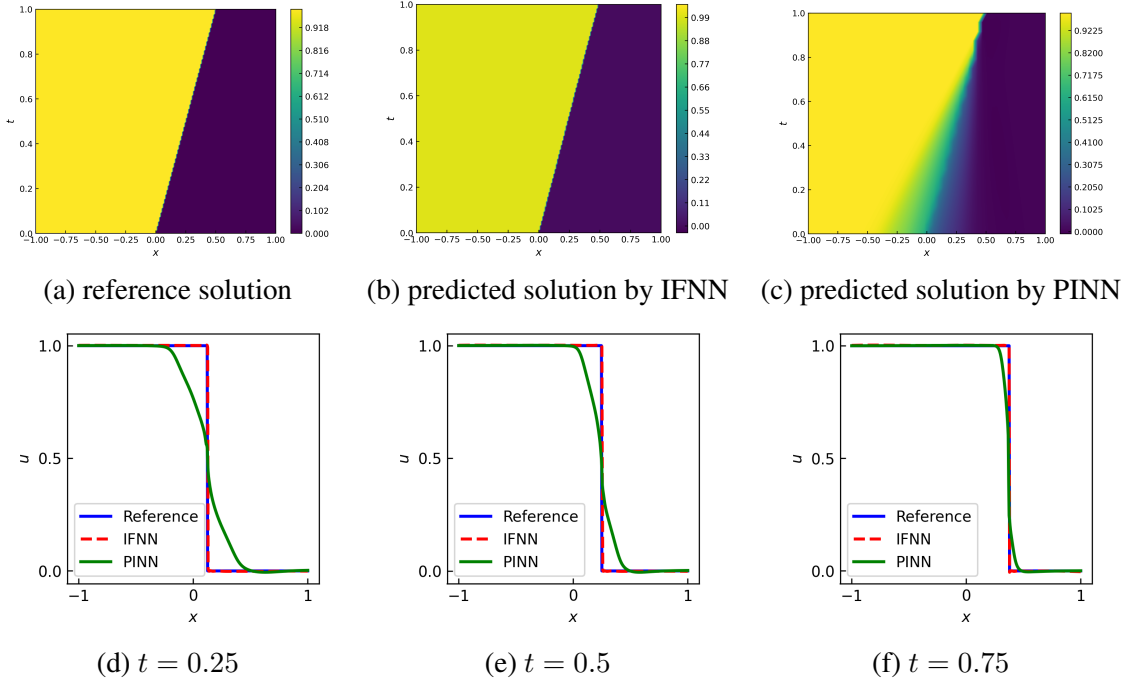 1.0
0.8
0.6
0.4
0.2
0.0
t
−1.00 −0.75 −0.50 −0.25 0.00 0.25 0.50 0.75 1.00
x
0.918
0.816
0.714
0.612
0.510
0.408
0.306
0.204
0.102
0.000
(a) reference solution
1.0
0.8
0.6
0.4
0.2
0.0
t
−1.00 −0.75 −0.50 −0.25 0.00 0.25 0.50 0.75 1.00
x
0.99
0.88
0.77
0.66
0.55
0.44
0.33
0.22
0.11
0.00
(b) predicted solution by IFNN
1.0
0.8
0.6
0.4
0.2
0.0
t
−1.00 −0.75 −0.50 −0.25 0.00 0.25 0.50 0.75 1.00
x
0.9225
0.8200
0.7175
0.6150
0.5125
0.4100
0.3075
0.2050
0.1025
0.0000
(c) predicted solution by PINN
1.0
0.5
0.0
u
Reference
IFNN
PINN
−1 0 1
x
(d) t = 0.25
1.0
0.5
0.0
u
Reference
IFNN
PINN
−1 0 1
x
(e) t = 0.5
1.0
0.5
0.0
u
Reference
IFNN
PINN
−1 0 1
x
(f) t = 0.75